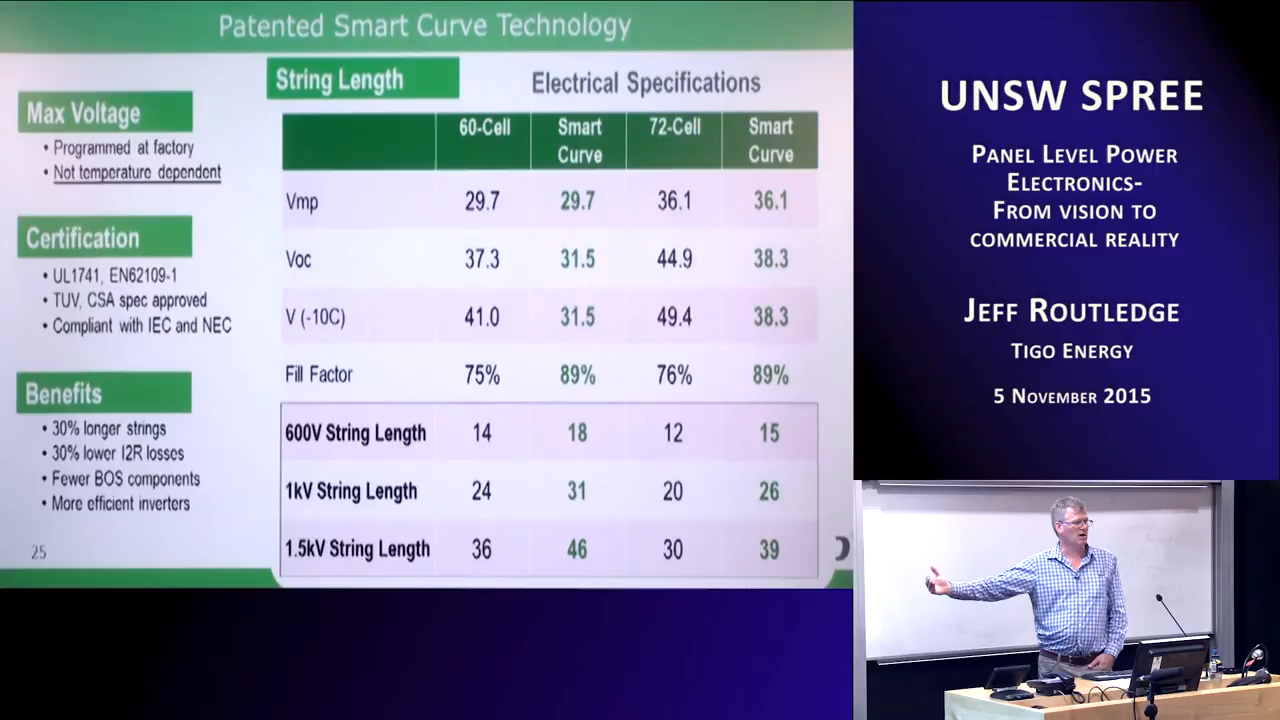 Patented Smart Curve Technology
Max Voltage
• Programmed at factory
• Not temperature dependent
Certification
• UL1741, EN62109-1
• TUV, CSA spec approved
• Compliant with IEC and NEC
Benefits
• 30% longer strings
• 30% lower I2R losses
• Fewer BOS components
• More efficient inverters
25
String Length
Electrical Specifications
60-Cell Smart Curve 72-Cell Smart Curve
Vmp 29.7 29.7 36.1 36.1
Voc 37.3 31.5 44.9 38.3
V (-10C) 41.0 31.5 49.4 38.3
Fill Factor 75% 89% 76% 89%
600V String Length 14 18 12 15
1kV String Length 24 31 20 26
1.5kV String Length 36 46 30 39
UNSW SPREE
Panel Level Power
Electronics-
From vision to
commercial reality
Jeff Routledge
Tigo Energy
5 November 2015